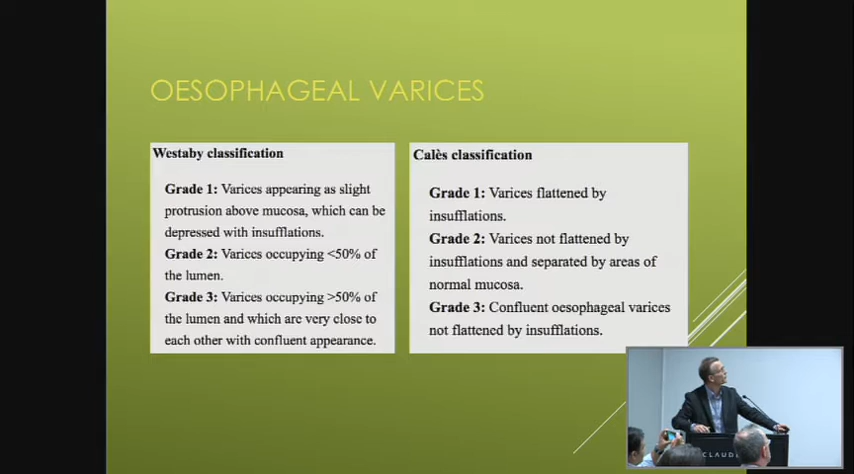 OESOPHAGEAL VARICES
Westaby classification
Grade 1: Varices appearing as slight
protrusion above mucosa, which can be
depressed with insufflations.
Grade 2: Varices occupying <50% of
the lumen.
Grade 3: Varices occupying >50% of
the lumen and which are very close to
each other with confluent appearance.
Calès classification
Grade 1: Varices flattened by
insufflations.
Grade 2: Varices not flattened by
insufflations and separated by areas of
normal mucosa.
Grade 3: Confluent oesophageal varices
not flattened by insufflations.
CLAUDE